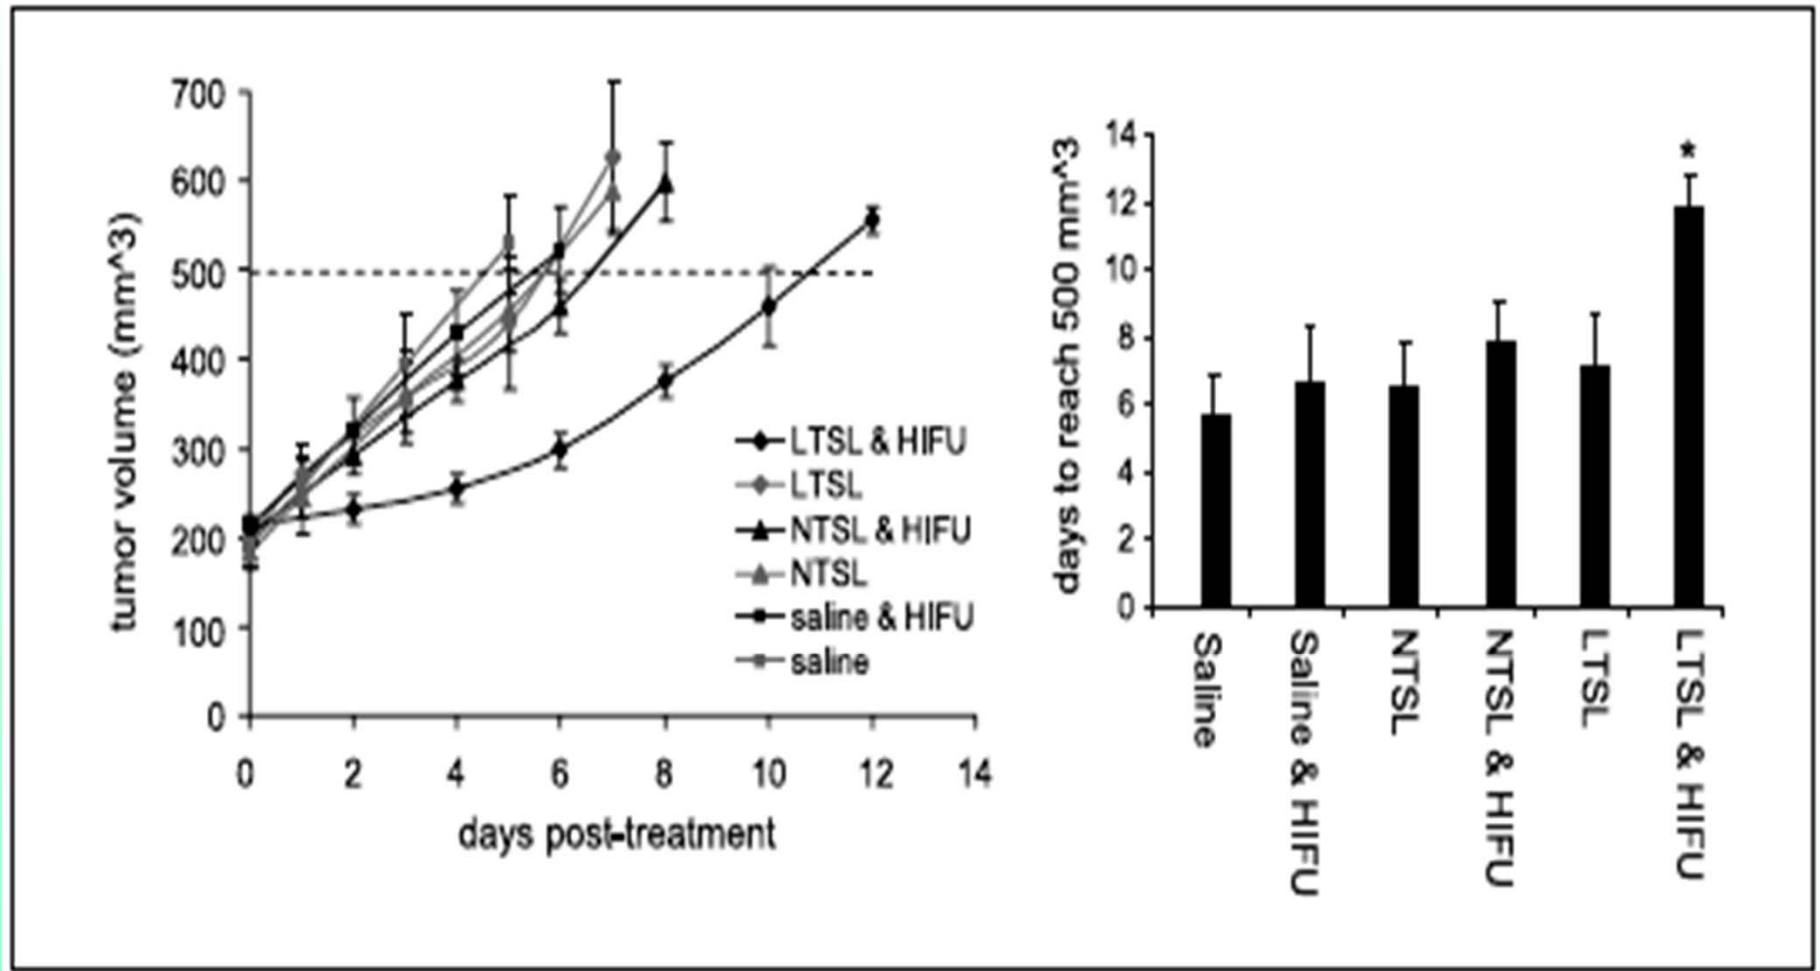 700
600
500
400
300
200
100
0
tumor volume (mm^3)
0 2 4 6 8 10 12 14
days post-treatment
LTSL & HIFU
LTSL
NTSL & HIFU
NTSL
saline & HIFU
saline
14
12
10
8
6
4
2
0
days to reach 500 mm^3
*
Saline
Saline & HIFU
NTSL
NTSL & HIFU
LTSL
LTSL & HIFU